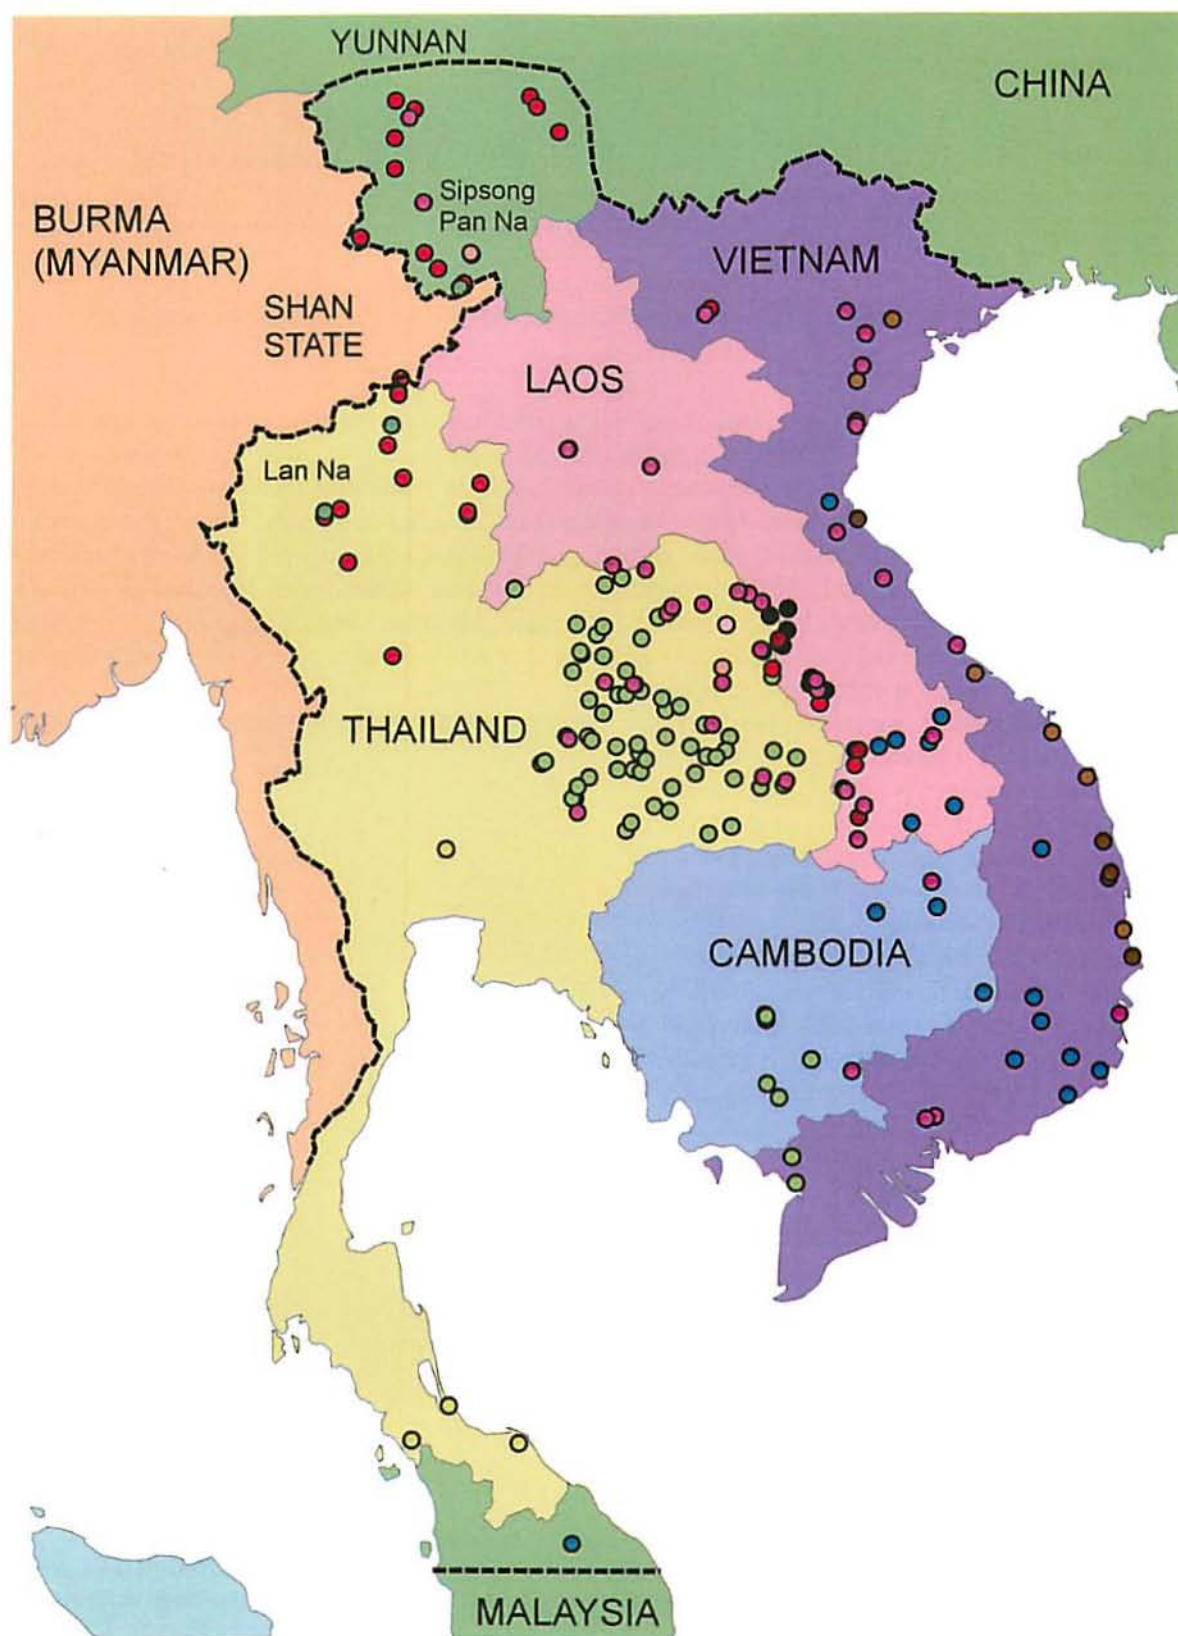 YUNNAN
CHINA
Sipsong
Pan Na
BURMA
(MYANMAR)
VIETNAM
SHAN
STATE
LAOS
Lan Na
THAILAND
CAMBODIA
MALAYSIA